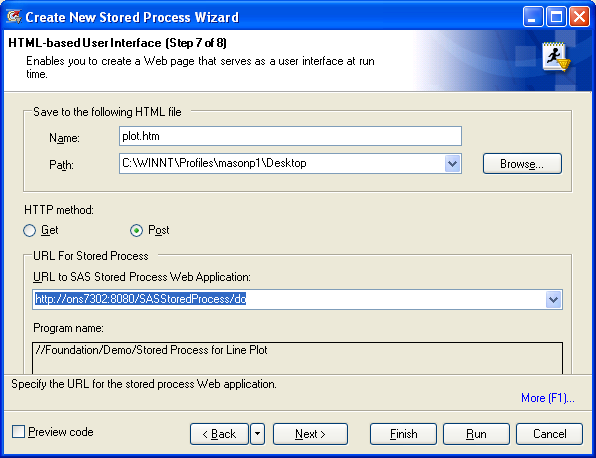 Create New Stored Process Wizard
HTML-based User Interface (Step 7 of 8)
Enables you to create a Web page that serves as a user interface at run
time.
Save to the following HTML file
Name: plot.htm
Path: C:\WINNT\Profiles\masonp1\Desktop Browse...
HTTP method:
Get Post
URL For Stored Process
URL to SAS Stored Process Web Application:
http://ons7302:8080/SASStoredProcess/do
Program name:
//Foundation/Demo/Stored Process for Line Plot
Specify the URL for the stored process Web application.
More (F1)...
Preview code < Back Next > Finish Run Cancel